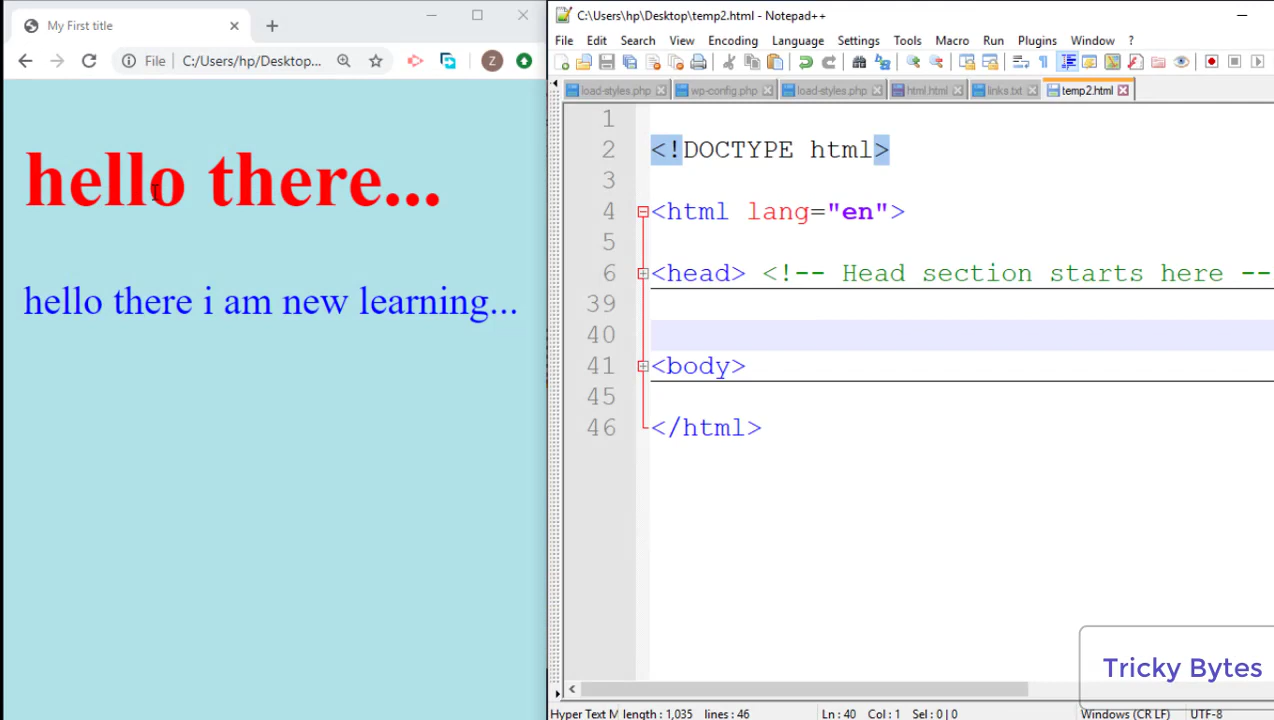 My First title
File
C:/Users/hp/Desktop...
Z
hello there...
hello there i am new learning...
C:\Users\hp\Desktop\temp2.html - Notepad++
File Edit Search View Encoding Language Settings Tools Macro Run Plugins Window ?
load-styles.php wp-config.php load-styles.php html.html links.txt temp2.html
1
2 <!DOCTYPE html>
3
4 <html lang="en">
5
6 <head> <!-- Head section starts here --
39
40
41 <body>
45
46 </html>
Tricky Bytes
Hyper Text M length : 1,035 lines : 46 Ln : 40 Col : 1 Sel : 0 | 0 Windows (CR LF) UTF-8